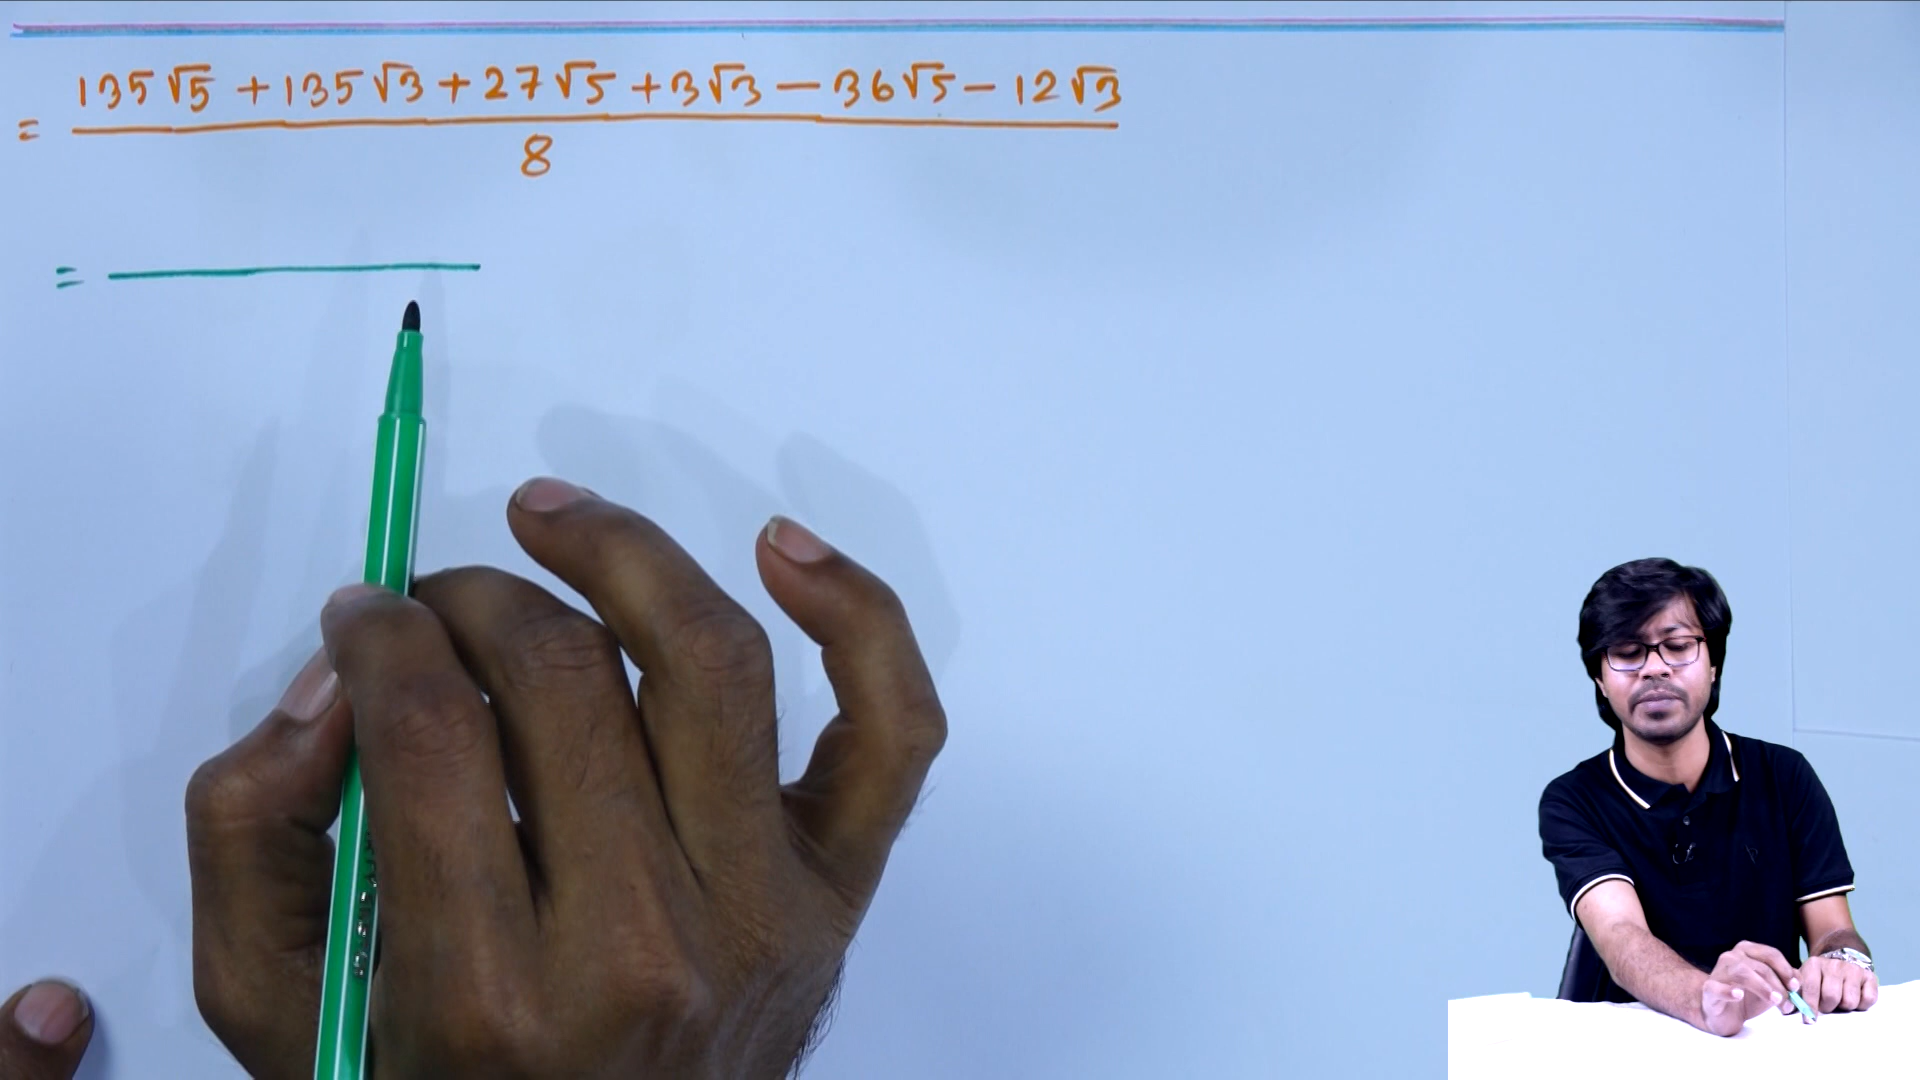 = 135√5 + 135√3 + 27√5 + 3√3 − 36√5 − 12√3
8
=